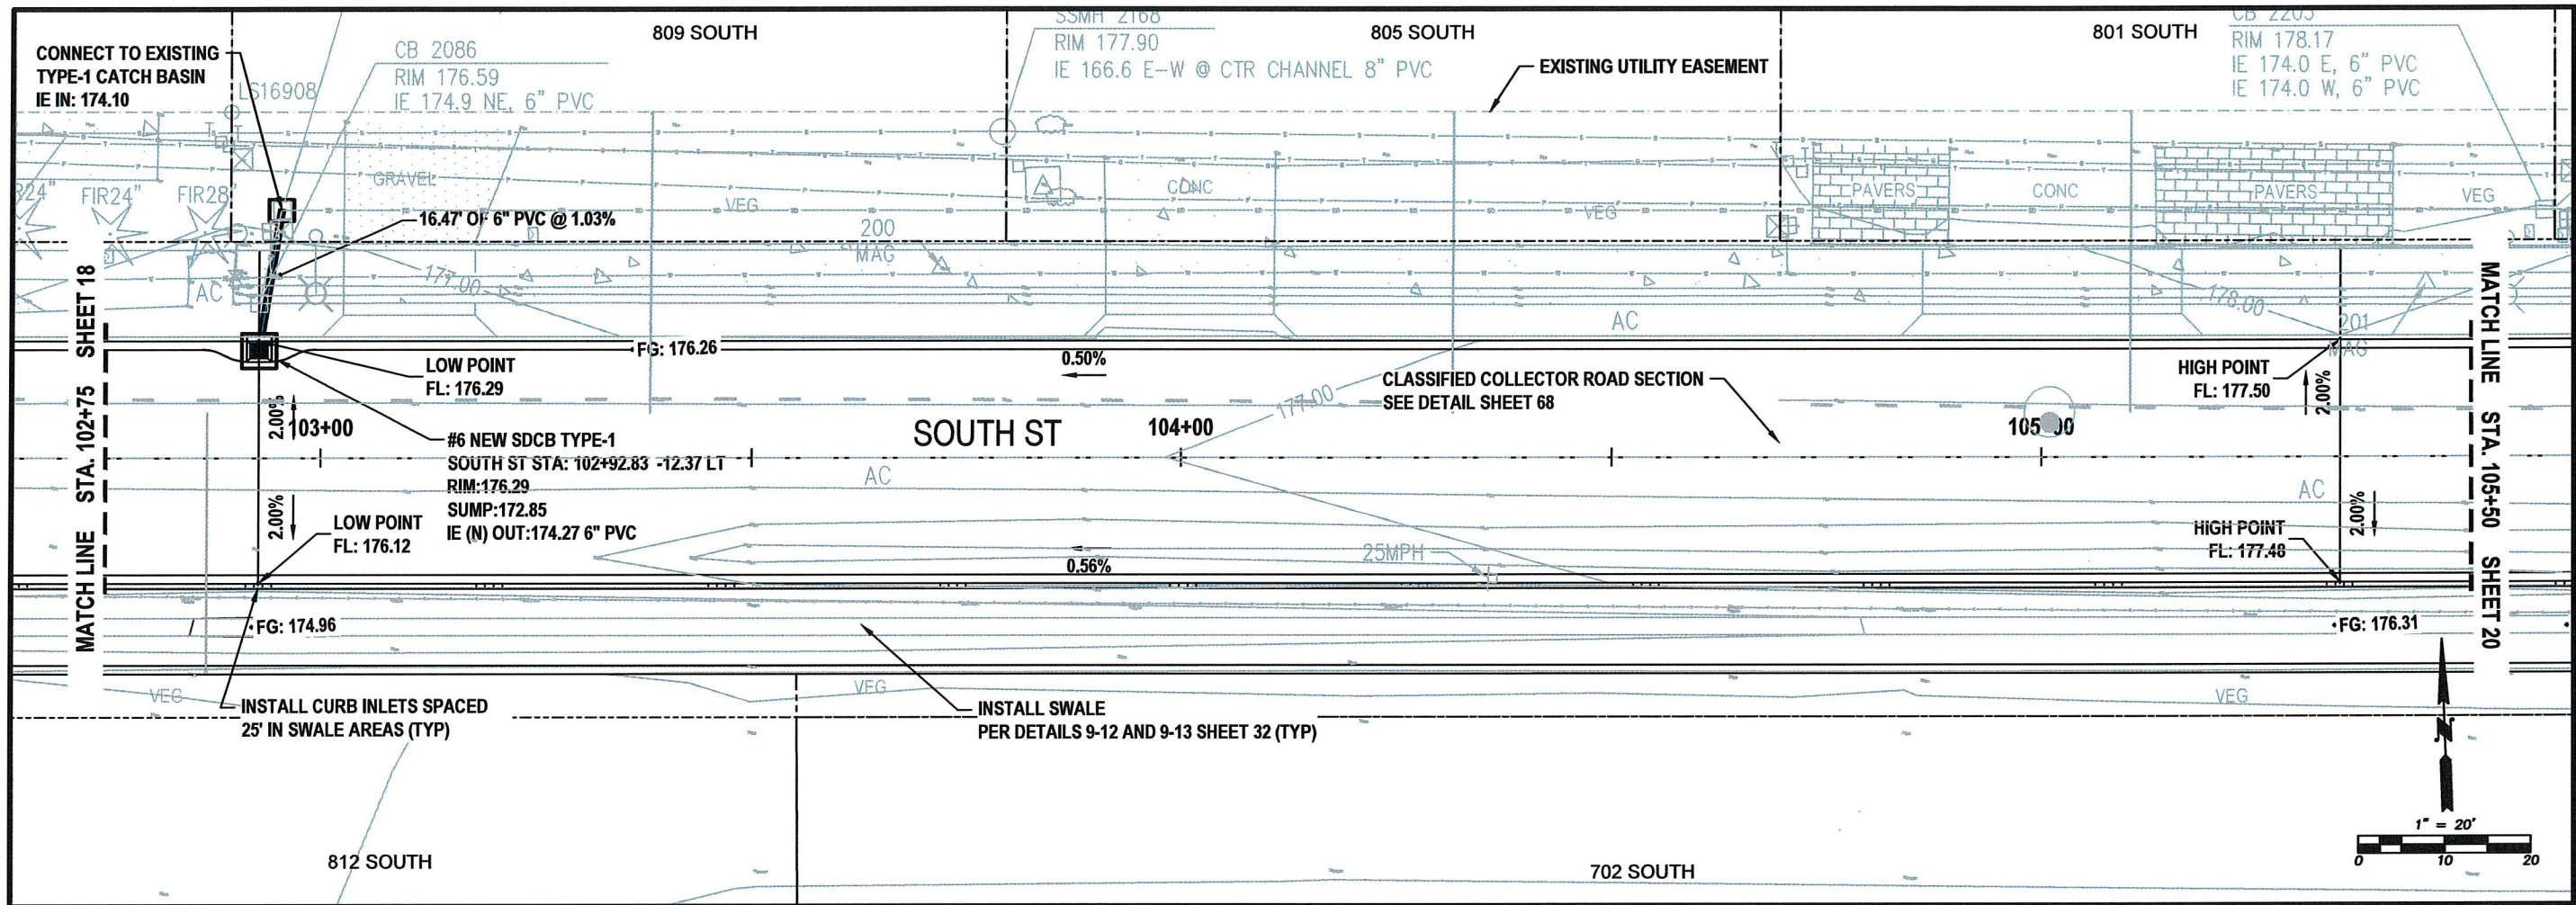 809 SOUTH
805 SOUTH
801 SOUTH
CONNECT TO EXISTING
TYPE-1 CATCH BASIN
IE IN: 174.10
CB 2086
RIM 176.59
IE 174.9 NE, 6" PVC
LS16908
SSMH 2168
RIM 177.90
IE 166.6 E-W @ CTR CHANNEL 8" PVC
EXISTING UTILITY EASEMENT
CB 2205
RIM 178.17
IE 174.0 E, 6" PVC
IE 174.0 W, 6" PVC
GRAVEL
CONC
PAVERS
CONC
PAVERS
R24"
FIR24"
FIR28"
VEG
VEG
VEG
16.47' OF 6" PVC @ 1.03%
200
MAG
177.00
AC
AC
178.00
201
MAG
MATCH LINE STA. 102+75 SHEET 18
MATCH LINE STA. 105+50 SHEET 20
LOW POINT
FL: 176.29
FG: 176.26
0.50%
HIGH POINT
FL: 177.50
2.00%
2.00%
CLASSIFIED COLLECTOR ROAD SECTION
SEE DETAIL SHEET 68
177.00
103+00
SOUTH ST
104+00
105+00
#6 NEW SDCB TYPE-1
SOUTH ST STA: 102+92.83 -12.37 LT
RIM:176.29
SUMP:172.85
IE (N) OUT:174.27 6" PVC
AC
AC
2.00%
2.00%
LOW POINT
FL: 176.12
0.56%
25MPH
HIGH POINT
FL: 177.48
FG: 174.96
FG: 176.31
VEG
VEG
VEG
INSTALL CURB INLETS SPACED
25' IN SWALE AREAS (TYP)
INSTALL SWALE
PER DETAILS 9-12 AND 9-13 SHEET 32 (TYP)
N
1" = 20'
0 10 20
812 SOUTH
702 SOUTH